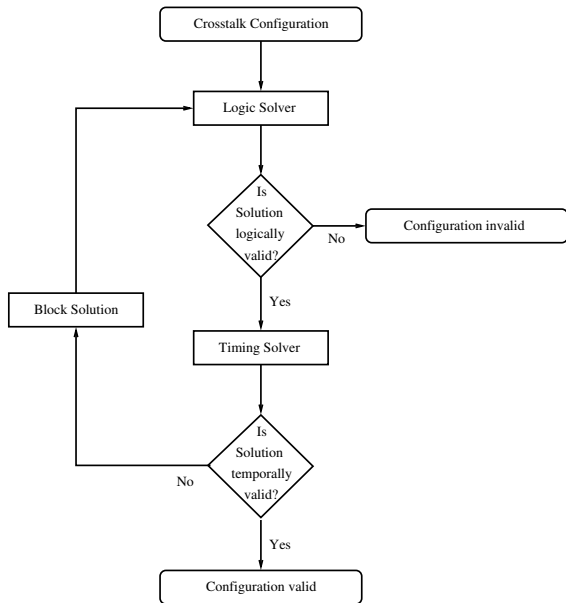 Crosstalk Configuration
Logic Solver
Is
Solution
logically
valid?
No
Configuration invalid
Yes
Block Solution
Timing Solver
Is
Solution
temporally
valid?
No
Yes
Configuration valid